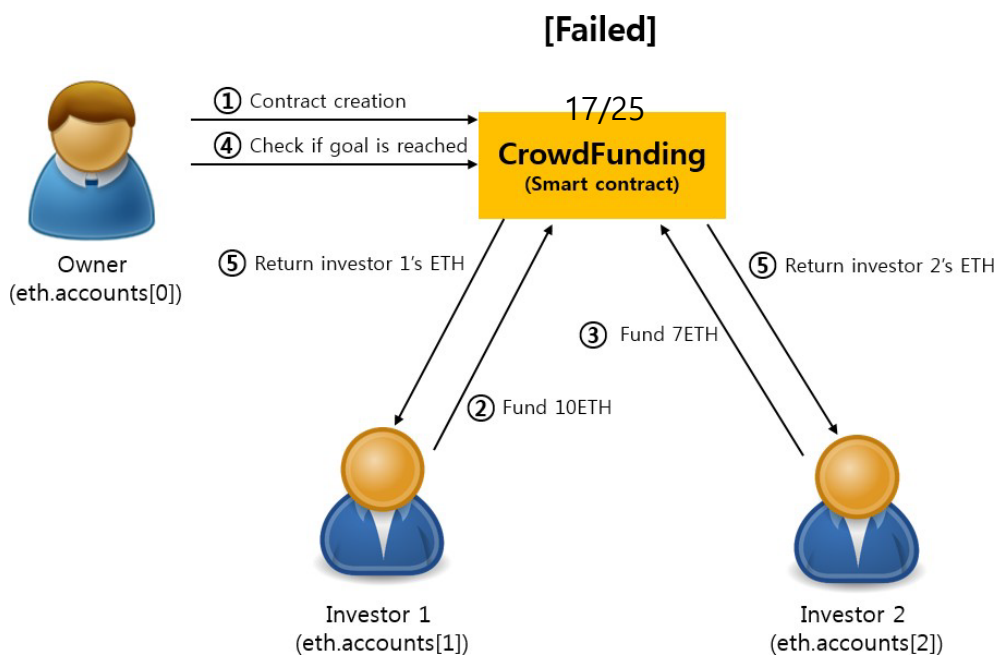 [Failed]
① Contract creation
17/25
④ Check if goal is reached
CrowdFunding
(Smart contract)
Owner
(eth.accounts[0])
⑤ Return investor 1's ETH
⑤ Return investor 2's ETH
③ Fund 7ETH
② Fund 10ETH
Investor 1
(eth.accounts[1])
Investor 2
(eth.accounts[2])